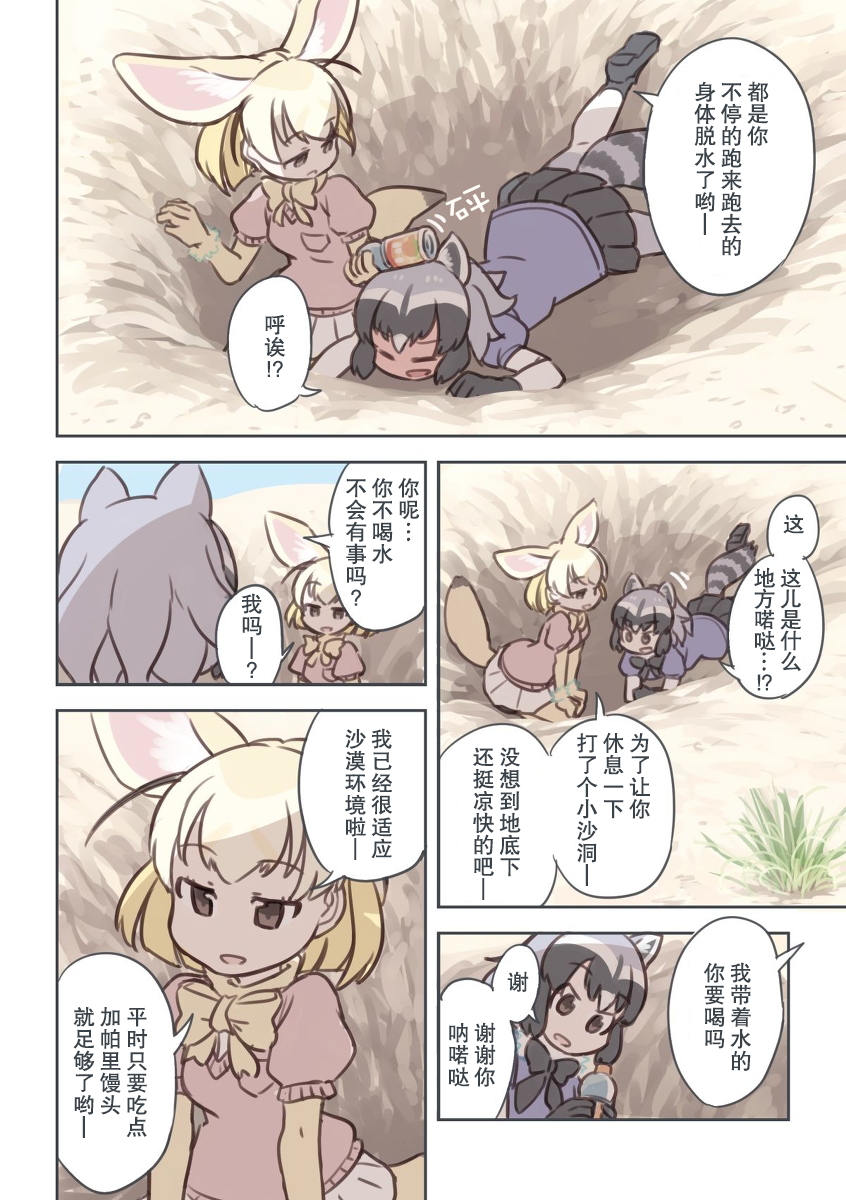 都是你
不停的跑来跑去的
身体脱水了哟—
呼诶!?
这
这儿是什么
地方喏哒…!?
为了让你
休息一下
打了个小沙洞—
没想到地底下
还挺凉快的吧—
我带着水的
你要喝吗
谢
谢谢你
呐喏哒
你呢…
你不喝水
不会有事吗?
我吗—?
我已经很适应
沙漠环境啦—
平时只要吃点
加帕里馒头
就足够了哟—